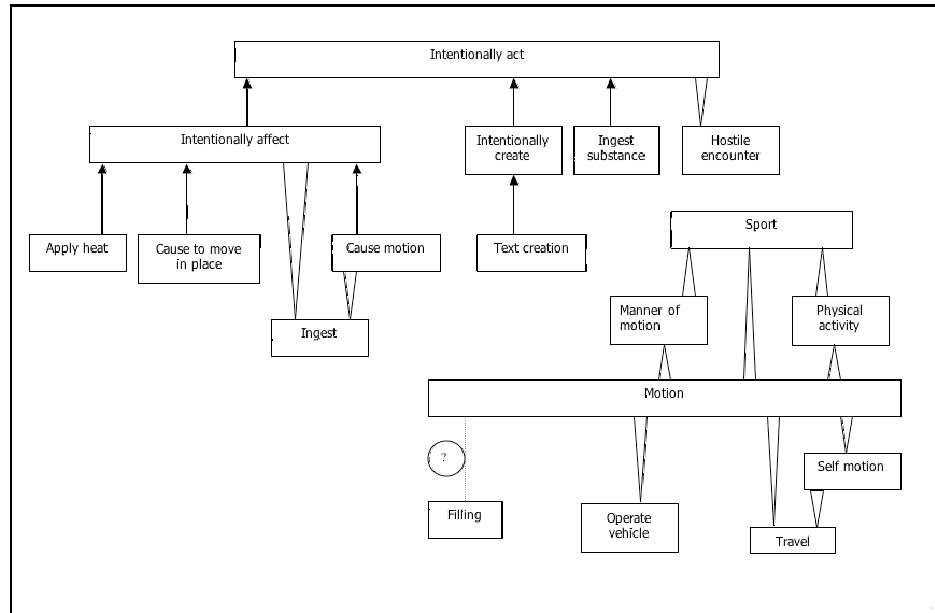 Intentionally act
Intentionally affect
Intentionally
create
Ingest
substance
Hostile
encounter
Sport
Apply heat
Cause to move
in place
Cause motion
Text creation
Manner of
motion
Physical
activity
Ingest
Motion
?
Self motion
Filling
Operate
vehicle
Travel